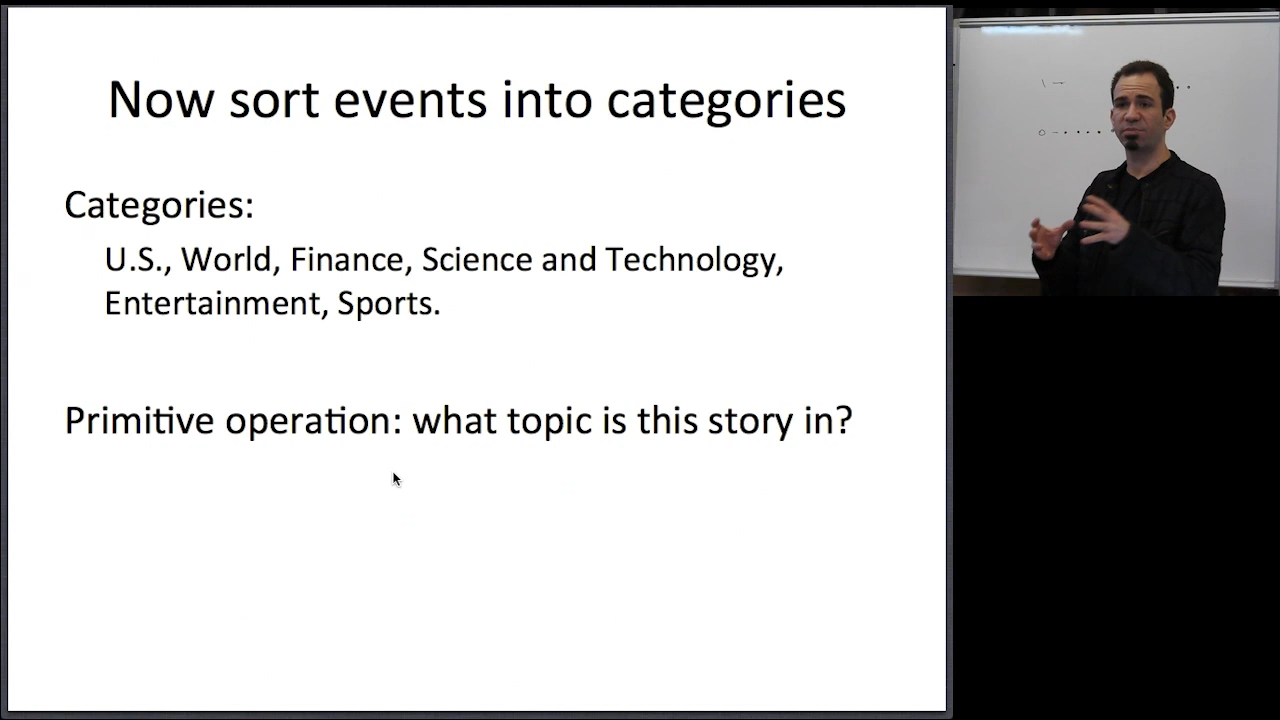 Now sort events into categories
Categories:
U.S., World, Finance, Science and Technology,
Entertainment, Sports.
Primitive operation: what topic is this story in?